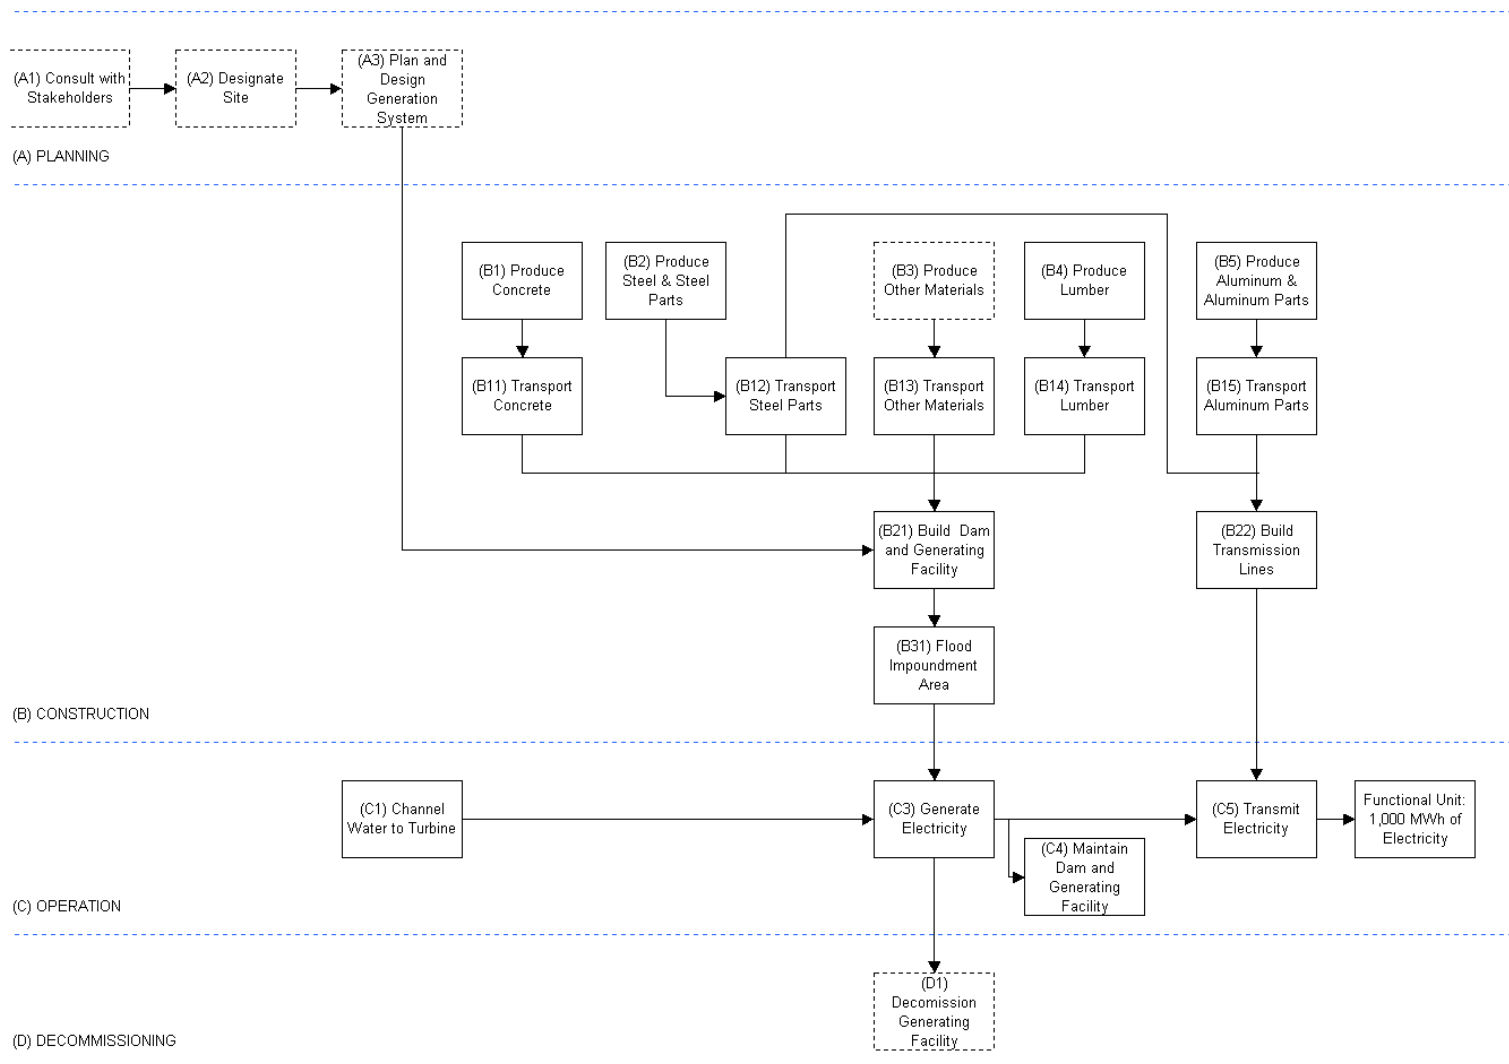 (A1) Consult with
Stakeholders
(A2) Designate
Site
(A3) Plan and
Design
Generation
System
(A) PLANNING
(B1) Produce
Concrete
(B2) Produce
Steel & Steel
Parts
(B3) Produce
Other Materials
(B4) Produce
Lumber
(B5) Produce
Aluminum &
Aluminum Parts
(B11) Transport
Concrete
(B12) Transport
Steel Parts
(B13) Transport
Other Materials
(B14) Transport
Lumber
(B15) Transport
Aluminum Parts
(B21) Build Dam
and Generating
Facility
(B22) Build
Transmission
Lines
(B31) Flood
Impoundment
Area
(B) CONSTRUCTION
(C1) Channel
Water to Turbine
(C3) Generate
Electricity
(C5) Transmit
Electricity
Functional Unit:
1,000 MWh of
Electricity
(C4) Maintain
Dam and
Generating
Facility
(C) OPERATION
(D1)
Decomission
Generating
Facility
(D) DECOMMISSIONING